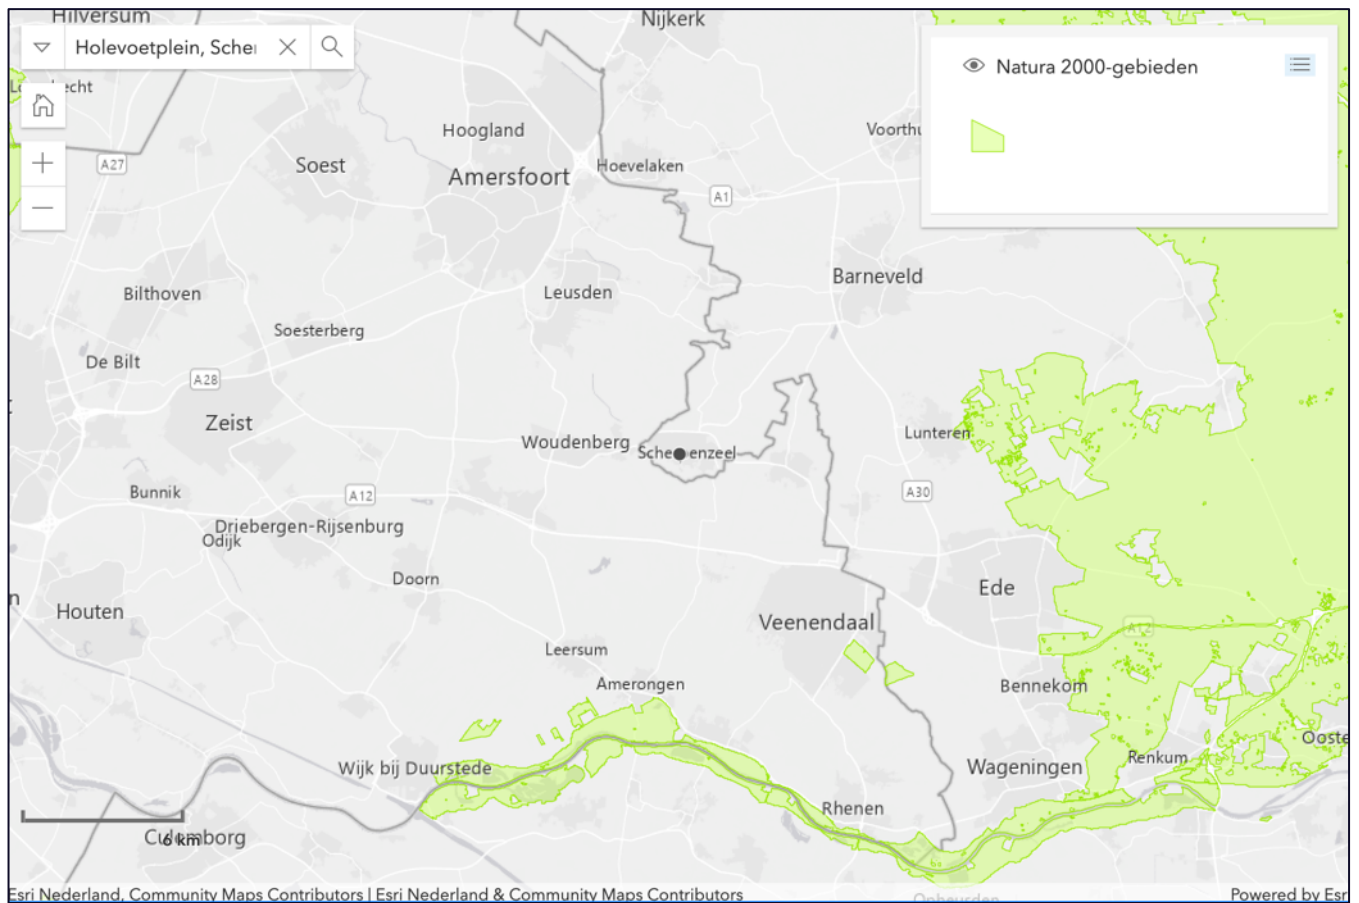 Hilversum
Nijkerk
Holevoetplein, Sche
Natura 2000-gebieden
Hoogland
Voorthu
A27
Soest
Amersfoort
Hoevelaken
A1
Bilthoven
Leusden
Barneveld
Soesterberg
De Bilt
A28
Zeist
Woudenberg
Lunteren
Bunnik
A12
A30
Driebergen-Rijsenburg
Odijk
Doorn
Ede
Houten
Veenendaal
A12
Leersum
Amerongen
Bennekom
Ooste
Wijk bij Duurstede
Wageningen
Renkum
Rhenen
6 km
Esri Nederland, Community Maps Contributors | Esri Nederland & Community Maps Contributors
Powered by Esr